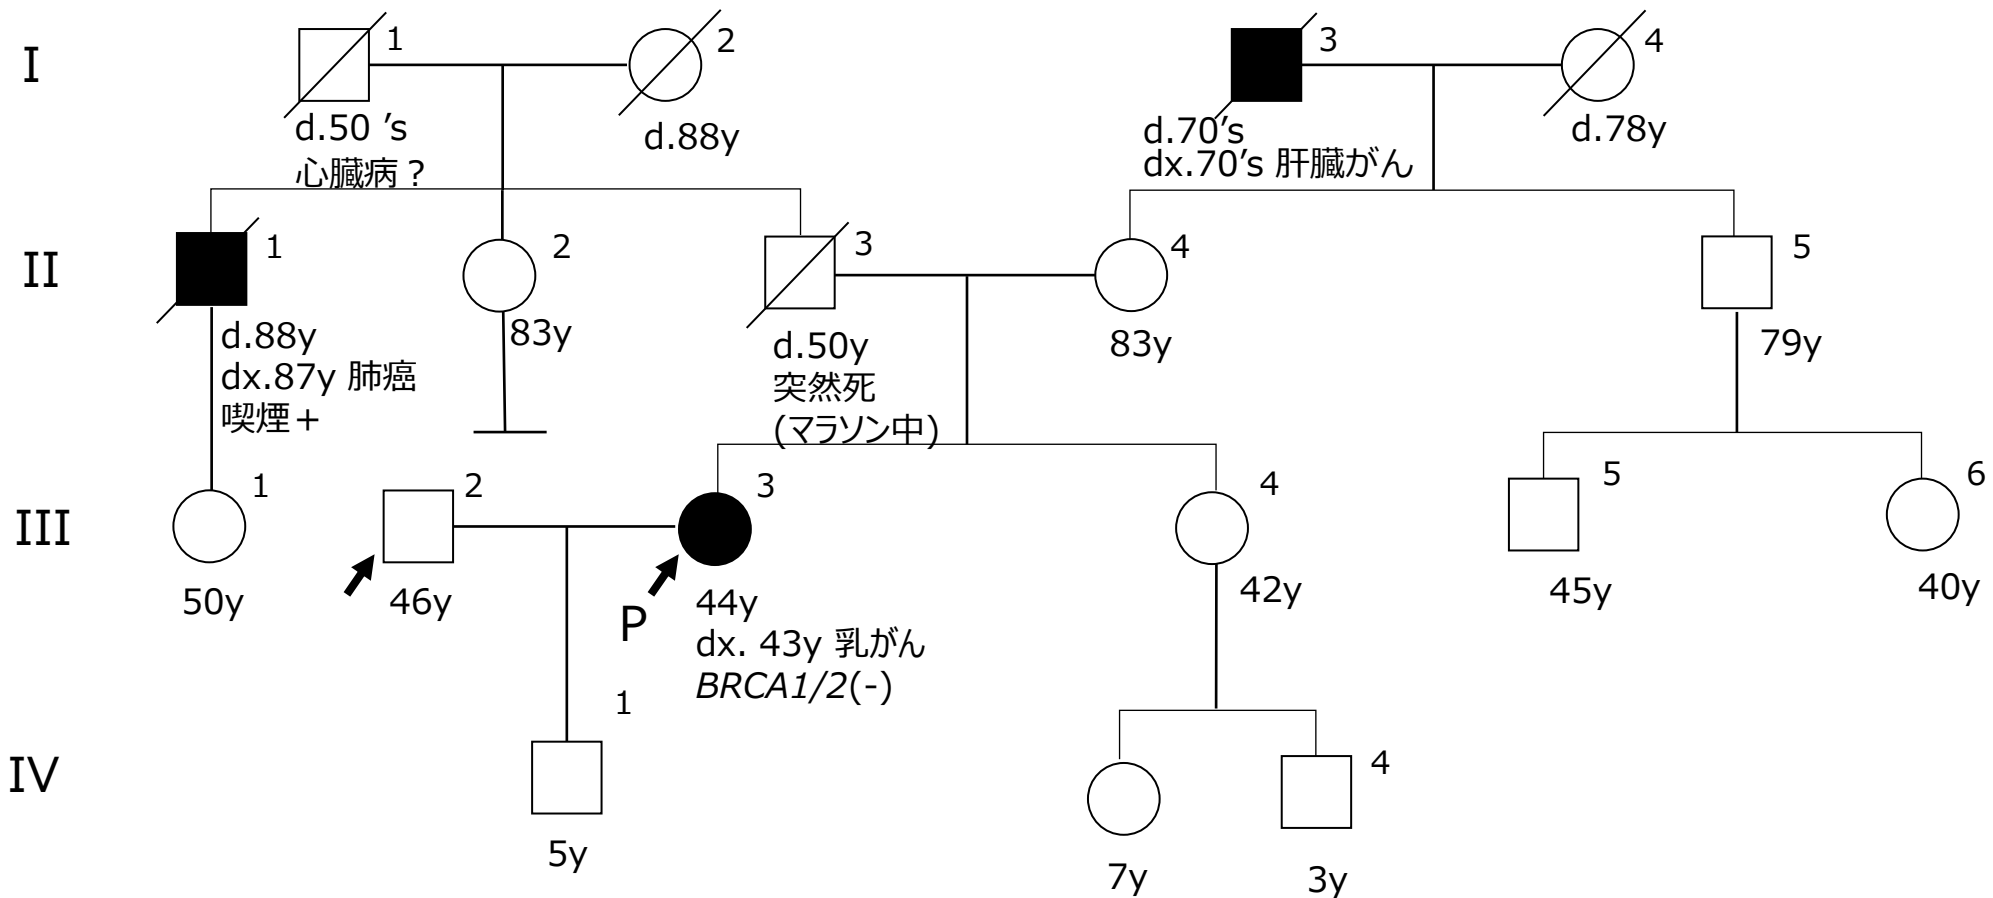 I
1
2
3
4
d.50 ’s
心臓病？
d.88y
d.70’s
dx.70’s 肝臓がん
d.78y
II
1
2
3
4
5
d.88y
dx.87y 肺癌
喫煙＋
83y
d.50y
突然死
(マラソン中)
83y
79y
III
1
2
3
4
5
6
50y
46y
P
44y
dx. 43y 乳がん
BRCA1/2(-)
42y
45y
40y
IV
1
4
5y
7y
3y